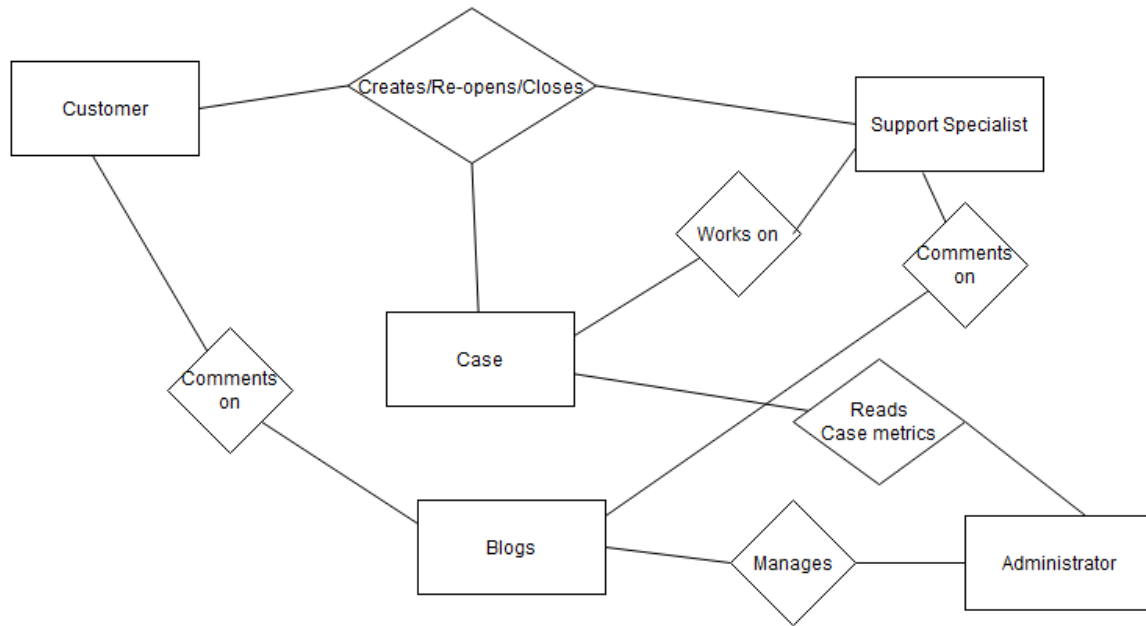 Creates/Re-opens/Closes
Customer
Support Specialist
Works on
Comments
on
Case
Comments
on
Reads
Case metrics
Blogs
Manages
Administrator